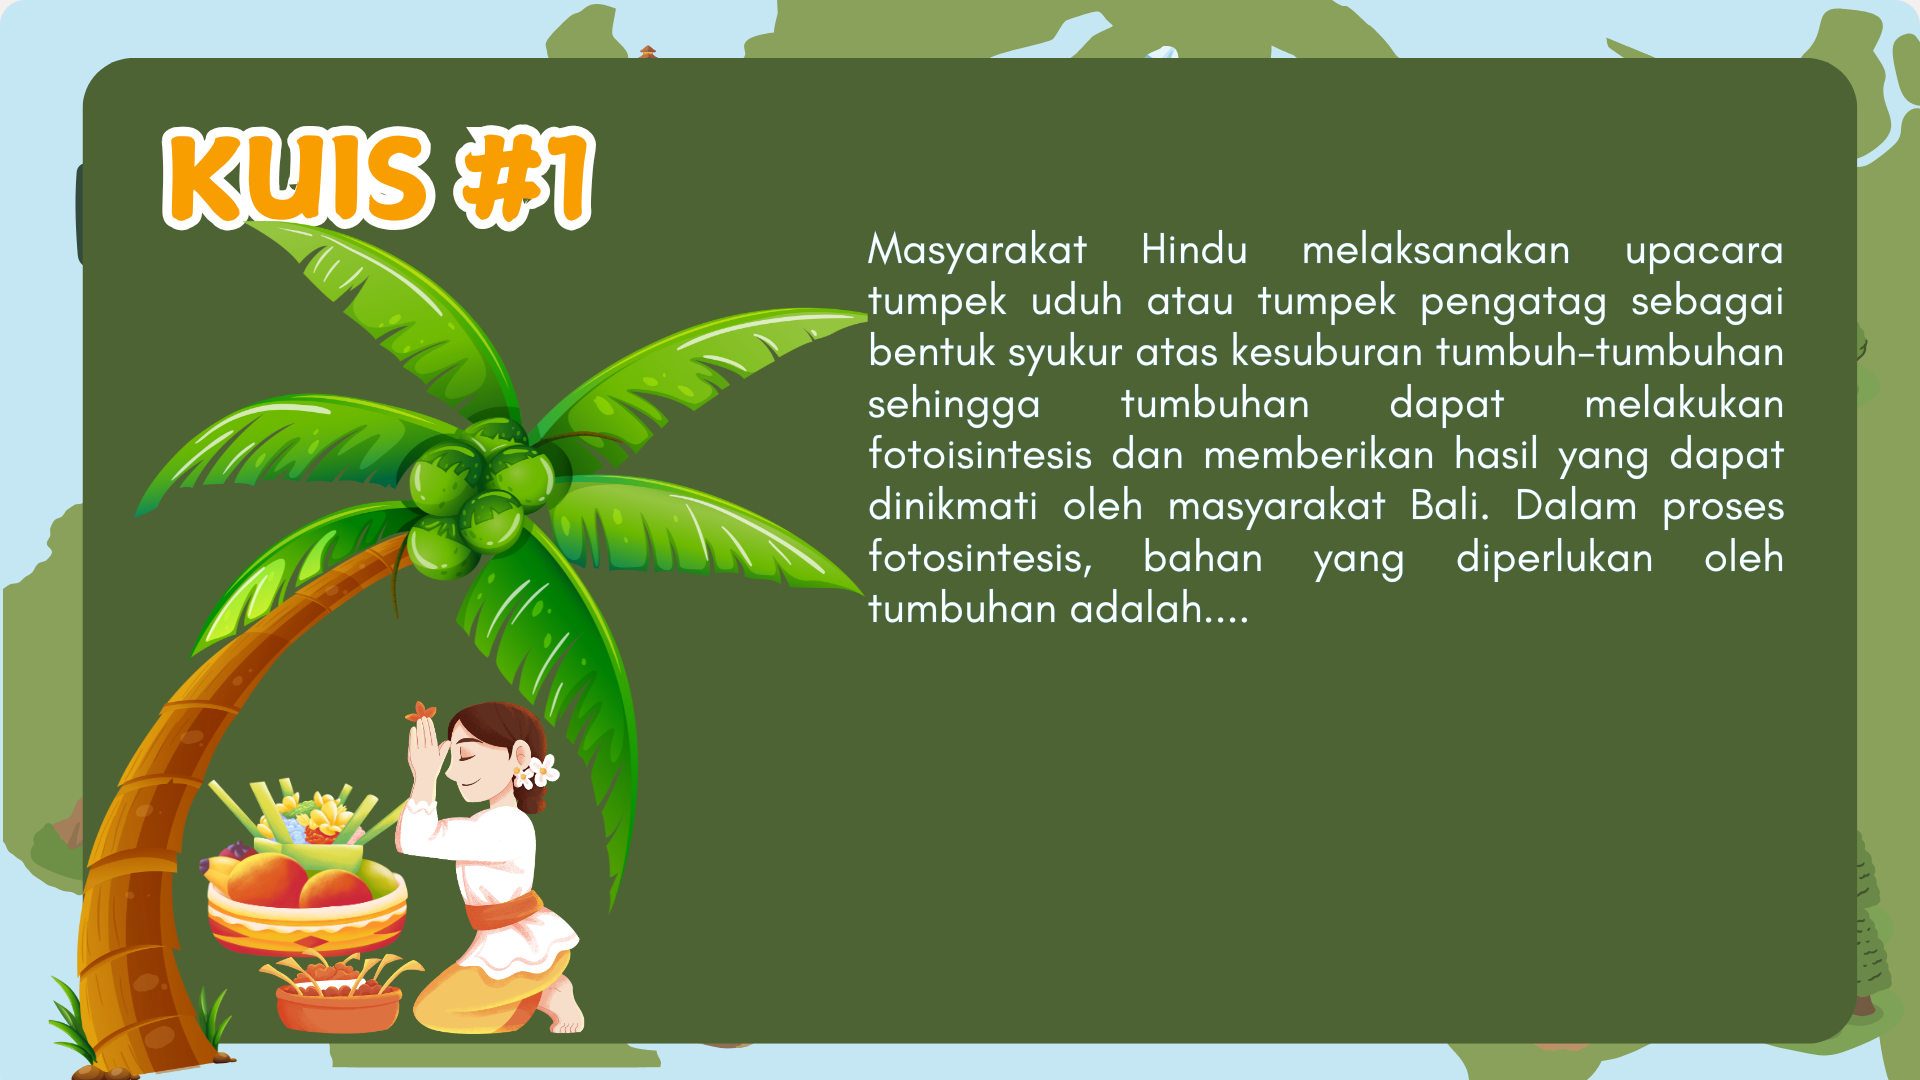 KUIS #1
Masyarakat Hindu melaksanakan upacara
tumpek uduh atau tumpek pengatag sebagai
bentuk syukur atas kesuburan tumbuh-tumbuhan
sehingga tumbuhan dapat melakukan
fotoisintesis dan memberikan hasil yang dapat
dinikmati oleh masyarakat Bali. Dalam proses
fotosintesis, bahan yang diperlukan oleh
tumbuhan adalah....